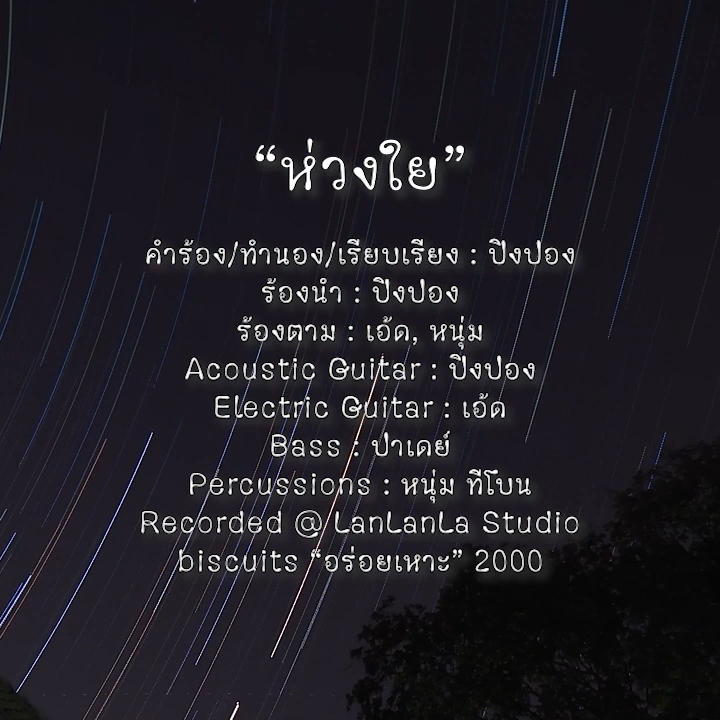 “ห่วงใย”
คำร้อง/ทำนอง/เรียบเรียง : ปิงปอง
ร้องนำ : ปิงปอง
ร้องตาม : เอ้ด, หนุ่ม
Acoustic Guitar : ปิงปอง
Electric Guitar : เอ้ด
Bass : ปาเดย์
Percussions : หนุ่ม ทีโบน
Recorded @ LanLanLa Studio
biscuits “อร่อยเหาะ” 2000